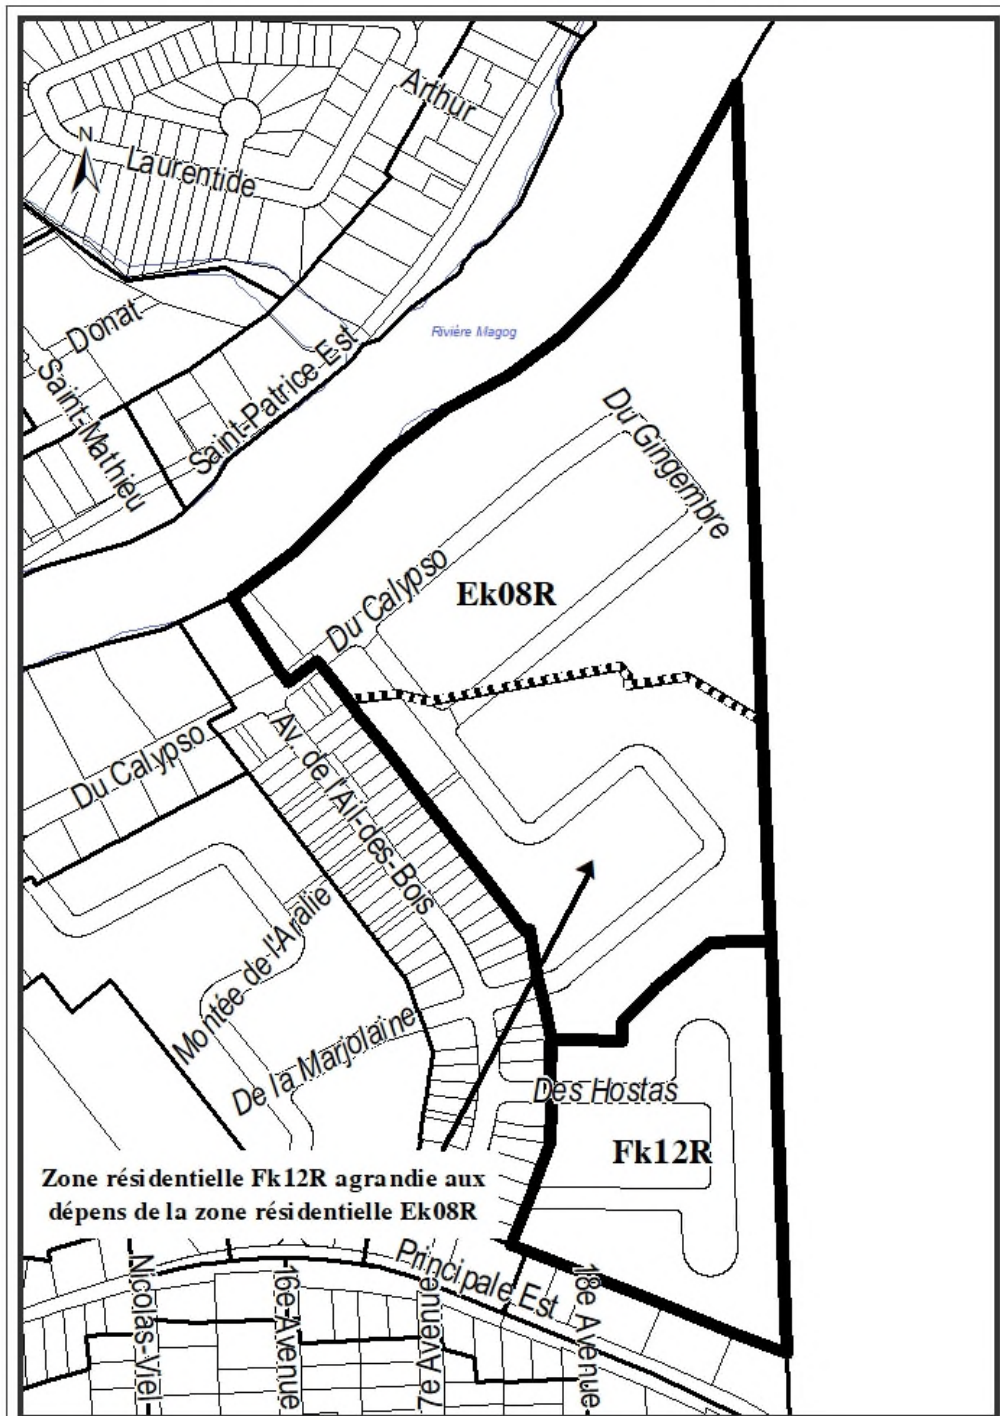 Arthur
N
Laurentide
Donat
Saint-Mathieu
Saint-Patrice Est
Rivière Magog
Du Gingembre
Du Calypso
Ek08R
Du Calypso
Av. de l'Ail-des-Bois
Montée de l'Aralie
De la Marjolaine
Des Hostas
Fk12R
Zone résidentielle Fk12R agrandie aux
dépens de la zone résidentielle Ek08R
Principale Est
Nicolas-Viel
16e Avenue
17e Avenue
18e Avenue